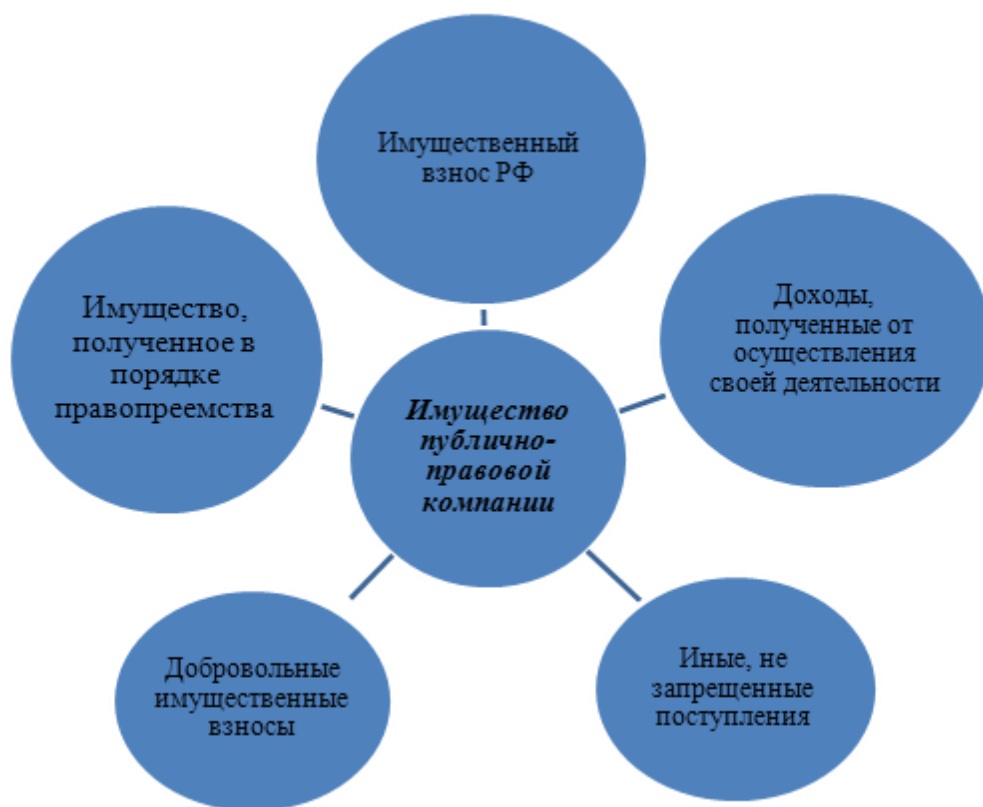 Имущественный
взнос РФ
Доходы,
полученные от
осуществления
своей деятельности
Иные, не
запрещенные
поступления
Добровольные
имущественные
взносы
Имущество,
полученное в
порядке
правопреемства
Имущество
публично-
правовой
компании